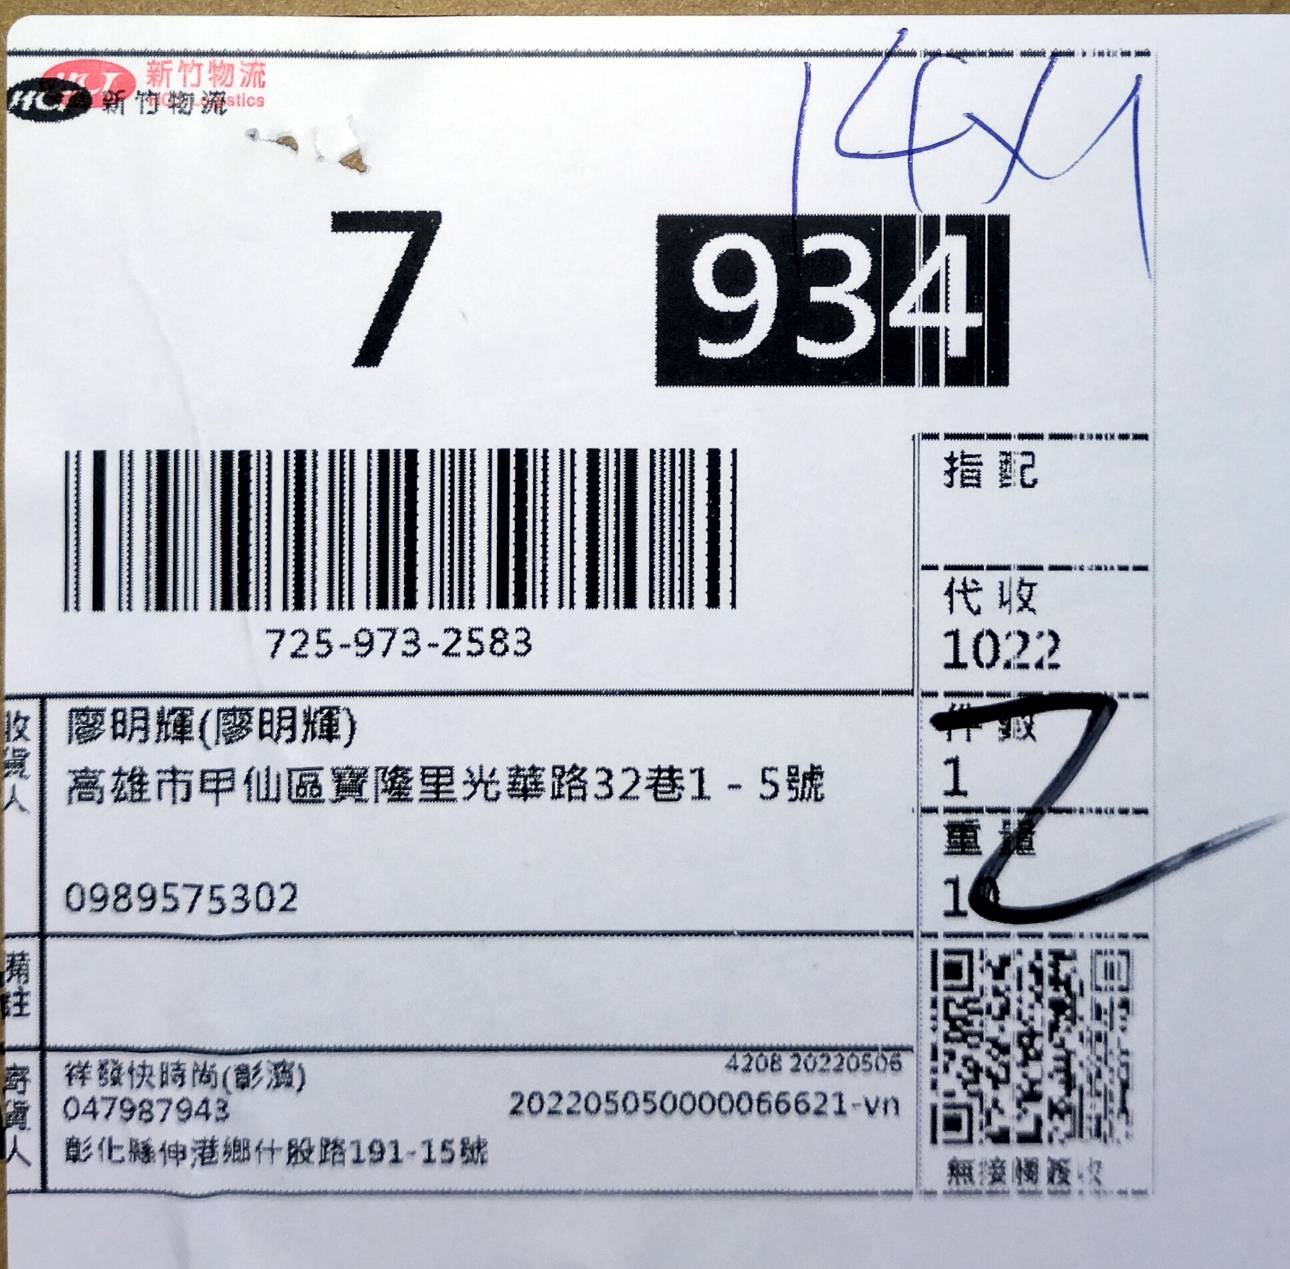 新竹物流
HCT 新竹物流
14x1
7
934
725-973-2583
指配
代收
1022
件數
1
重量
10
收貨人
廖明輝(廖明輝)
高雄市甲仙區寶隆里光華路32巷1 - 5號
0989575302
備註
寄貨人
祥發快時尚(彰濱)
4208 20220506
047987943
202205050000066621-vn
彰化縣伸港鄉什股路191-15號
無接觸簽收